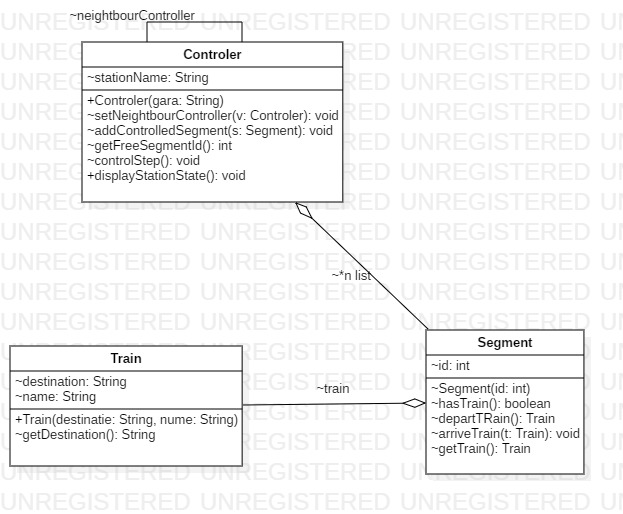 ~neightbourController
Controler
~stationName: String
+Controler(gara: String)
~setNeightbourController(v: Controler): void
~addControlledSegment(s: Segment): void
~getFreeSegmentId(): int
~controlStep(): void
+displayStationState(): void
~*n list
Train
~destination: String
~name: String
+Train(destinatie: String, nume: String)
~getDestination(): String
~train
Segment
~id: int
~Segment(id: int)
~hasTrain(): boolean
~departTRain(): Train
~arriveTrain(t: Train): void
~getTrain(): Train
UNREGISTERED